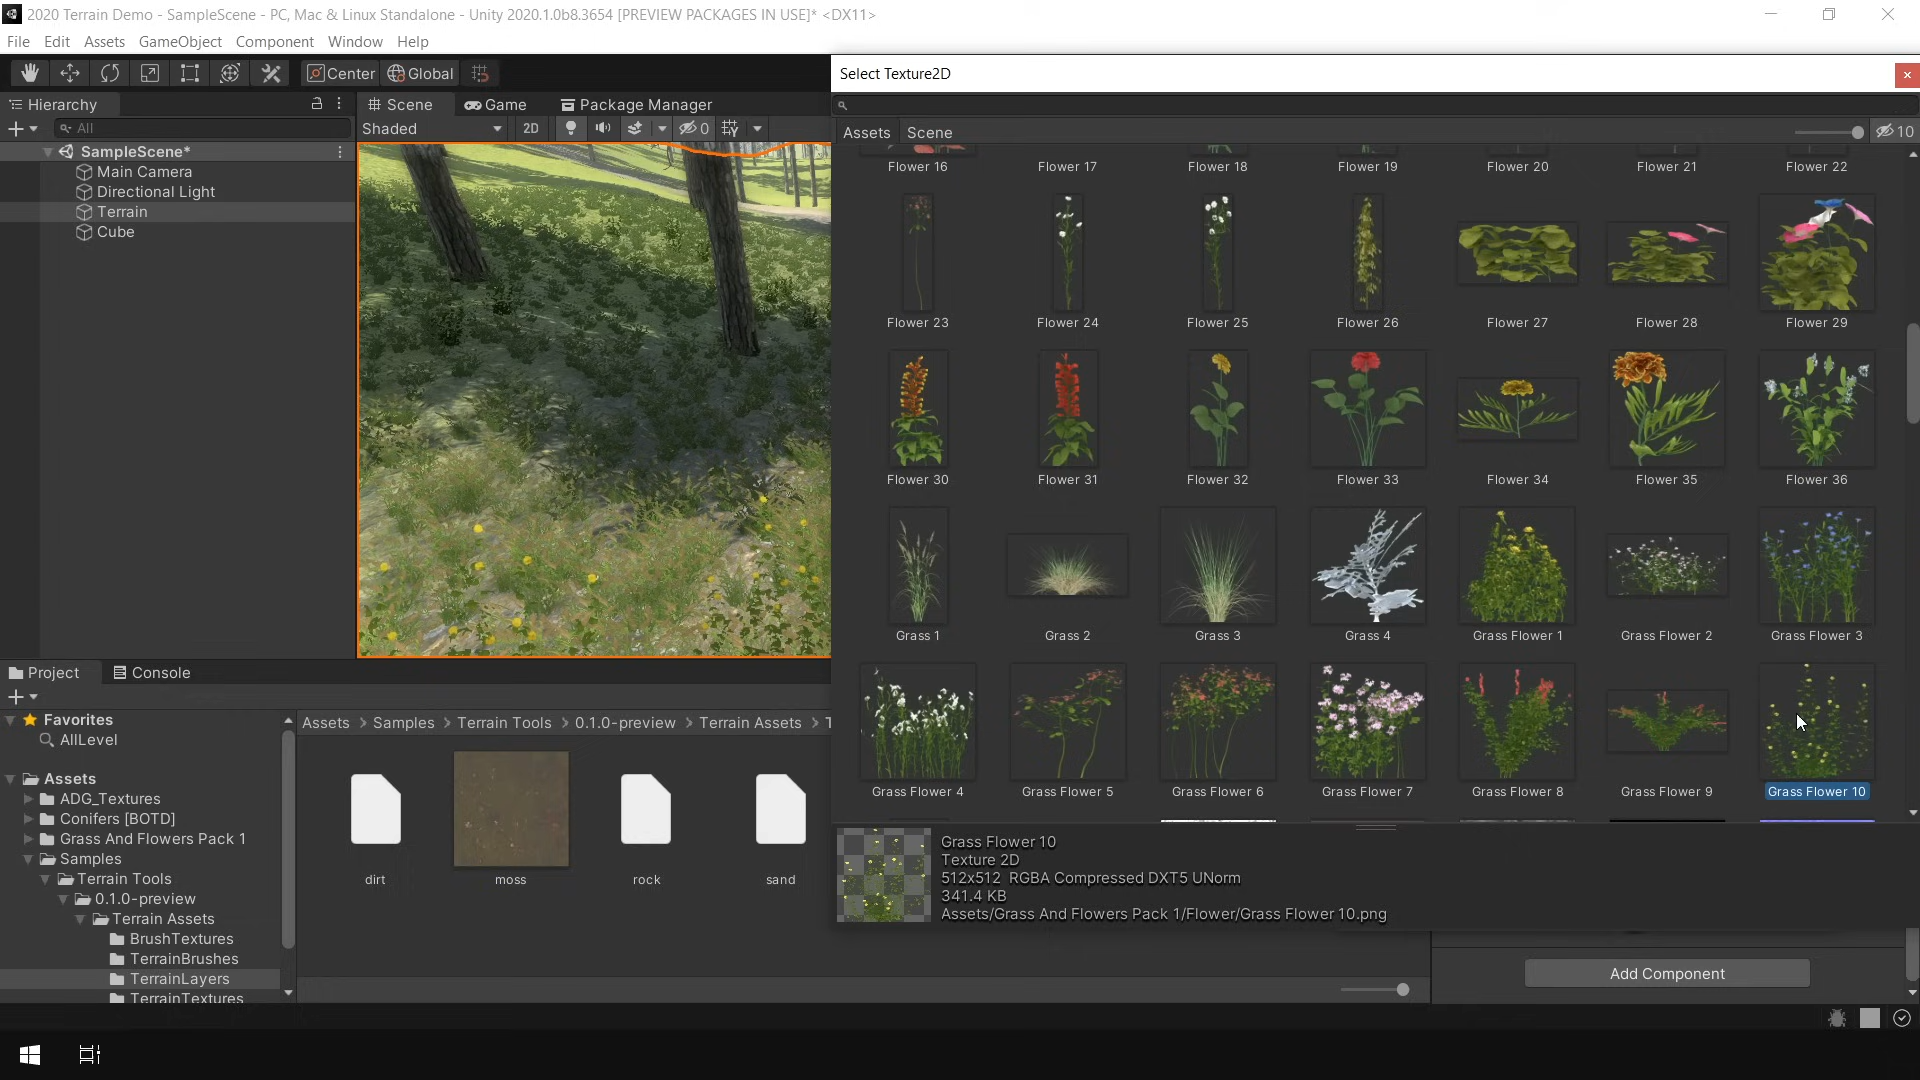 2020 Terrain Demo - SampleScene - PC, Mac & Linux Standalone - Unity 2020.1.0b8.3654 [PREVIEW PACKAGES IN USE]* <DX11>
File Edit Assets GameObject Component Window Help
Center Global
Select Texture2D
Hierarchy
Scene Game Package Manager
All
Shaded 2D 0
Assets Scene 10
SampleScene*
Main Camera
Directional Light
Terrain
Cube
Flower 16 Flower 17 Flower 18 Flower 19 Flower 20 Flower 21 Flower 22
Flower 23 Flower 24 Flower 25 Flower 26 Flower 27 Flower 28 Flower 29
Flower 30 Flower 31 Flower 32 Flower 33 Flower 34 Flower 35 Flower 36
Grass 1 Grass 2 Grass 3 Grass 4 Grass Flower 1 Grass Flower 2 Grass Flower 3
Grass Flower 4 Grass Flower 5 Grass Flower 6 Grass Flower 7 Grass Flower 8 Grass Flower 9 Grass Flower 10
Project Console
Favorites
AllLevel
Assets
ADG_Textures
Conifers [BOTD]
Grass And Flowers Pack 1
Samples
Terrain Tools
0.1.0-preview
Terrain Assets
BrushTextures
TerrainBrushes
TerrainLayers
TerrainTextures
Assets > Samples > Terrain Tools > 0.1.0-preview > Terrain Assets > T
dirt moss rock sand
Grass Flower 10
Texture 2D
512x512 RGBA Compressed DXT5 UNorm
341.4 KB
Assets/Grass And Flowers Pack 1/Flower/Grass Flower 10.png
Add Component